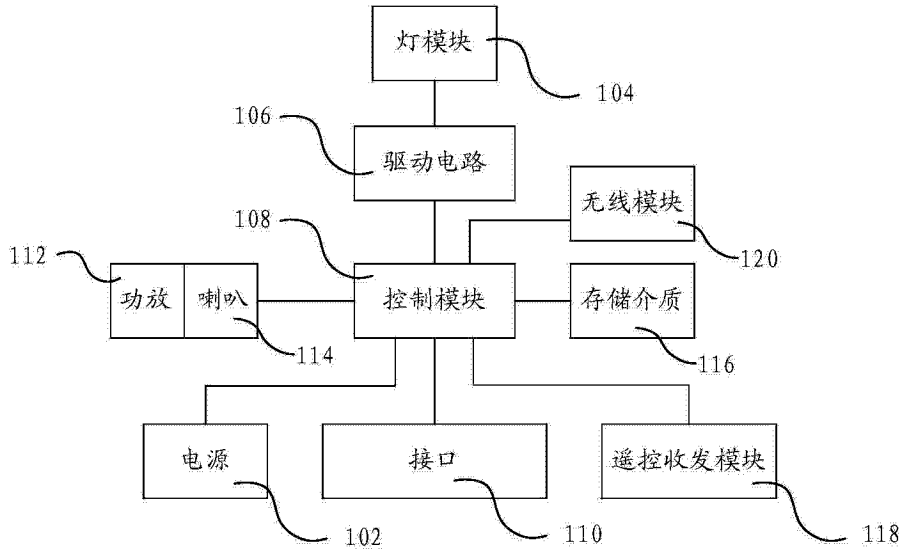 灯模块
104
106
驱动电路
无线模块
120
108
112
功放
喇叭
控制模块
存储介质
114
116
电源
接口
遥控收发模块
102
110
118